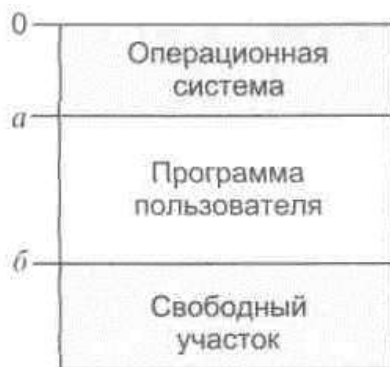 0
Операционная
система
а
Программа
пользователя
б
Свободный
участок